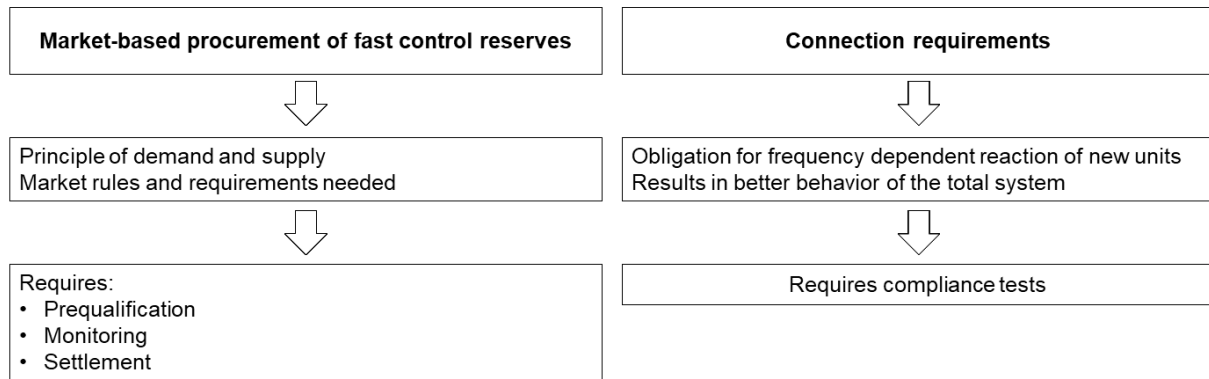 Market-based procurement of fast control reserves
Principle of demand and supply
Market rules and requirements needed
Requires:
• Prequalification
• Monitoring
• Settlement
Connection requirements
Obligation for frequency dependent reaction of new units
Results in better behavior of the total system
Requires compliance tests